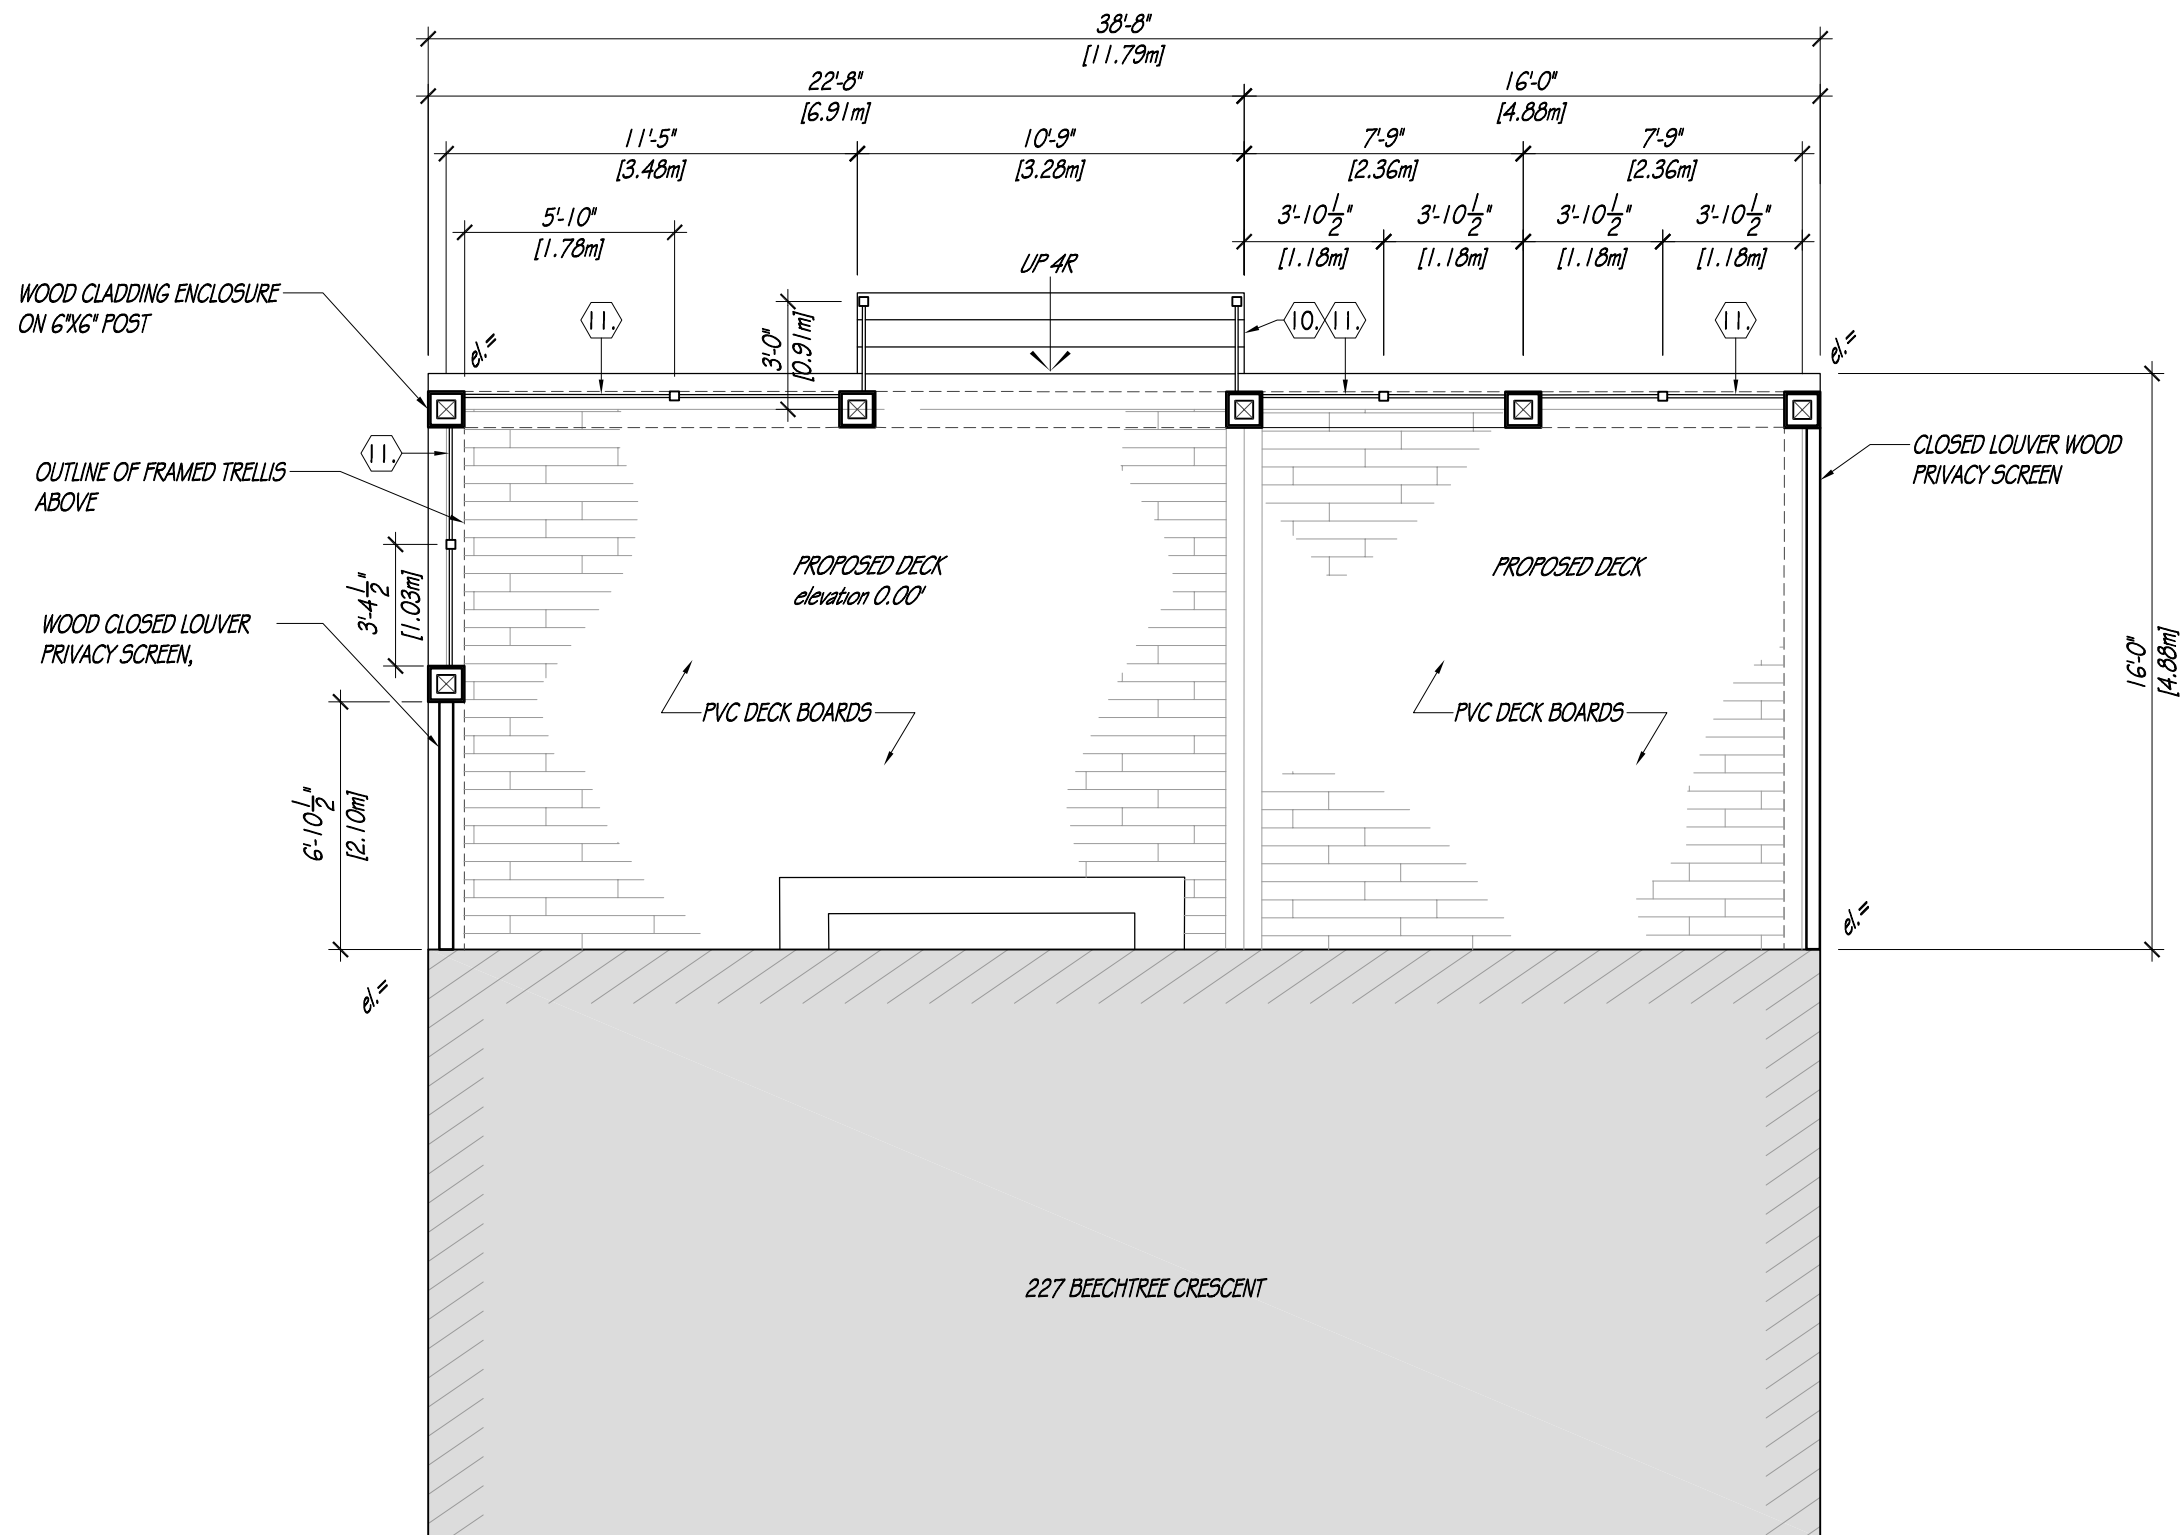 38'-8"
[11.79m]
22'-8"
[6.91m]
16'-0"
[4.88m]
11'-5"
[3.48m]
10'-9"
[3.28m]
7'-9"
[2.36m]
7'-9"
[2.36m]
5'-10"
[1.78m]
3'-10 1/2"
[1.18m]
3'-10 1/2"
[1.18m]
3'-10 1/2"
[1.18m]
3'-10 1/2"
[1.18m]
UP 4R
WOOD CLADDING ENCLOSURE
ON 6"X6" POST
el.=
11.
3'-0"
[0.91m]
10.
11.
11.
el.=
11.
OUTLINE OF FRAMED TRELLIS
ABOVE
CLOSED LOUVER WOOD
PRIVACY SCREEN
PROPOSED DECK
elevation 0.00'
PROPOSED DECK
3'-4 1/2"
[1.03m]
WOOD CLOSED LOUVER
PRIVACY SCREEN,
16'-0"
[4.88m]
PVC DECK BOARDS
PVC DECK BOARDS
6'-10 1/2"
[2.10m]
el.=
el.=
227 BEECHTREE CRESCENT